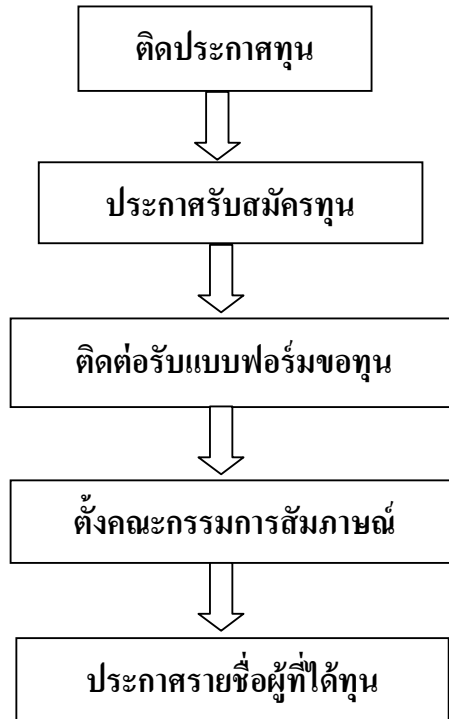 ติดประกาศทุน
ประกาศรับสมัครทุน
ติดต่อรับแบบฟอร์มขอทุน
ตั้งคณะกรรมการสัมภาษณ์
ประกาศรายชื่อผู้ที่ได้ทุน